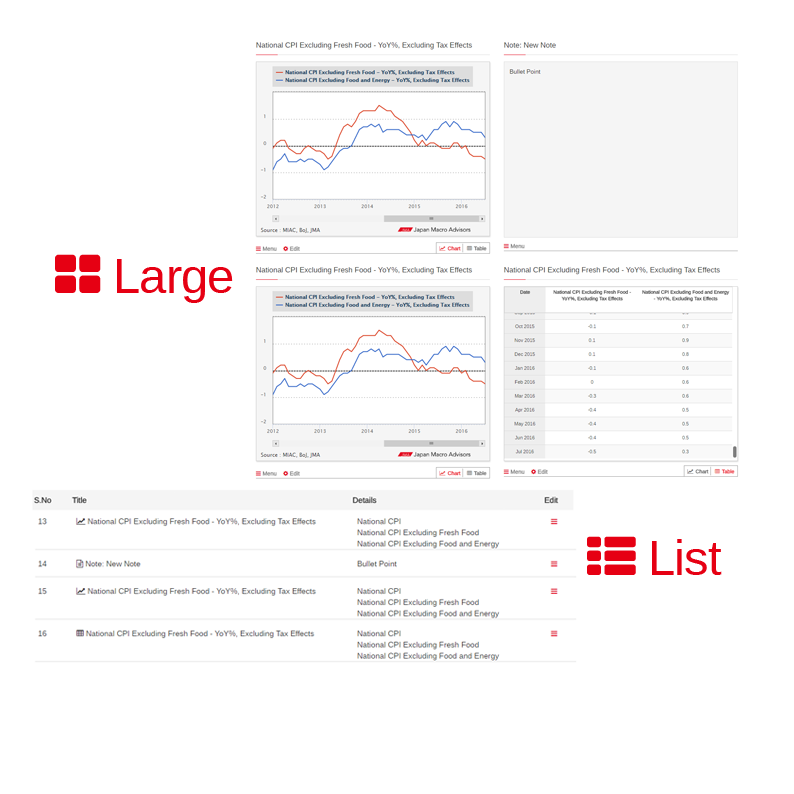 National CPI Excluding Fresh Food - YoY%, Excluding Tax Effects
National CPI Excluding Fresh Food – YoY%, Excluding Tax Effects
National CPI Excluding Food and Energy – YoY%, Excluding Tax Effects
1
0
-1
-2
2012 2013 2014 2015 2016
Source : MIAC, BoJ, JMA
Japan Macro Advisors
Menu Edit Chart Table
Note: New Note
Bullet Point
Menu
Large
National CPI Excluding Fresh Food - YoY%, Excluding Tax Effects
National CPI Excluding Fresh Food – YoY%, Excluding Tax Effects
National CPI Excluding Food and Energy – YoY%, Excluding Tax Effects
1
0
-1
-2
2012 2013 2014 2015 2016
Source : MIAC, BoJ, JMA
Japan Macro Advisors
Menu Edit Chart Table
National CPI Excluding Fresh Food - YoY%, Excluding Tax Effects
Date National CPI Excluding Fresh Food - YoY%, Excluding Tax Effects National CPI Excluding Food and Energy - YoY%, Excluding Tax Effects
Oct 2015 -0.1 0.7
Nov 2015 0.1 0.9
Dec 2015 0.1 0.8
Jan 2016 -0.1 0.6
Feb 2016 0 0.6
Mar 2016 -0.3 0.6
Apr 2016 -0.4 0.5
May 2016 -0.4 0.5
Jun 2016 -0.4 0.5
Jul 2016 -0.5 0.3
Menu Edit Chart Table
S.No Title Details Edit
13 National CPI Excluding Fresh Food - YoY%, Excluding Tax Effects National CPI
National CPI Excluding Fresh Food
National CPI Excluding Food and Energy
14 Note: New Note Bullet Point
15 National CPI Excluding Fresh Food - YoY%, Excluding Tax Effects National CPI
National CPI Excluding Fresh Food
National CPI Excluding Food and Energy
16 National CPI Excluding Fresh Food - YoY%, Excluding Tax Effects National CPI
National CPI Excluding Fresh Food
National CPI Excluding Food and Energy
List